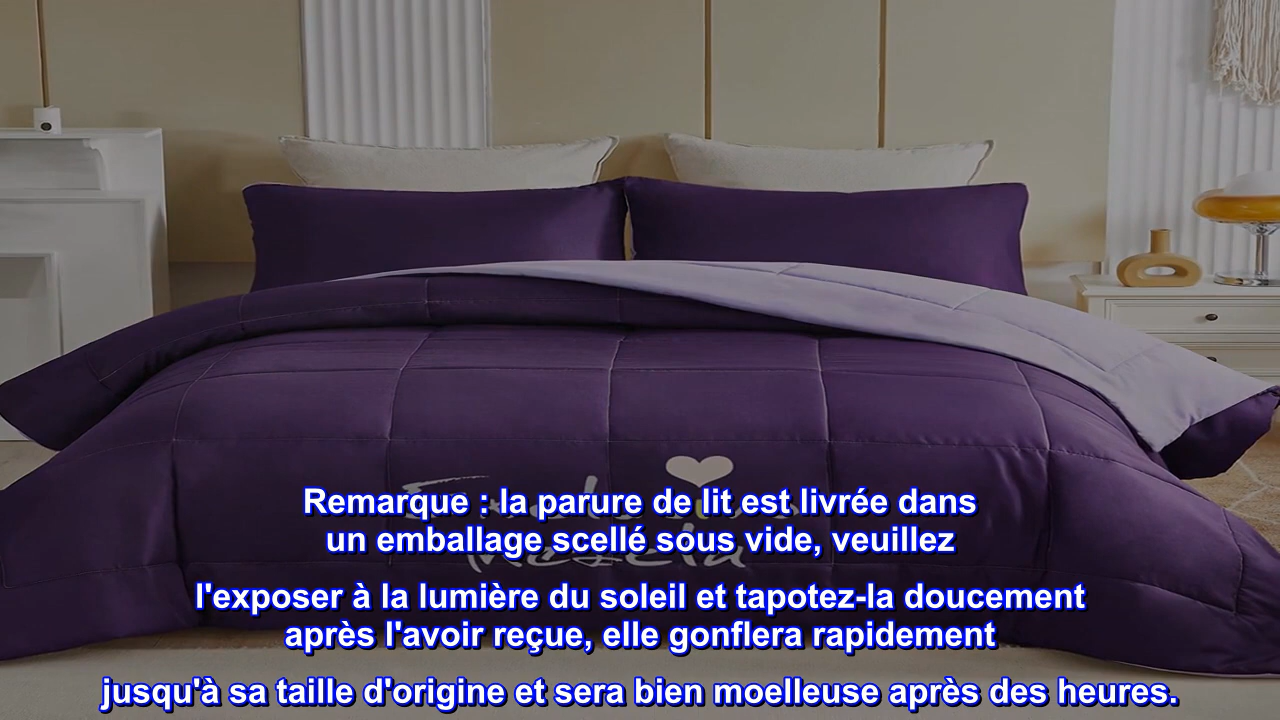 Remarque : la parure de lit est livrée dans
un emballage scellé sous vide, veuillez
l'exposer à la lumière du soleil et tapotez-la doucement
après l'avoir reçue, elle gonflera rapidement
jusqu'à sa taille d'origine et sera bien moelleuse après des heures.